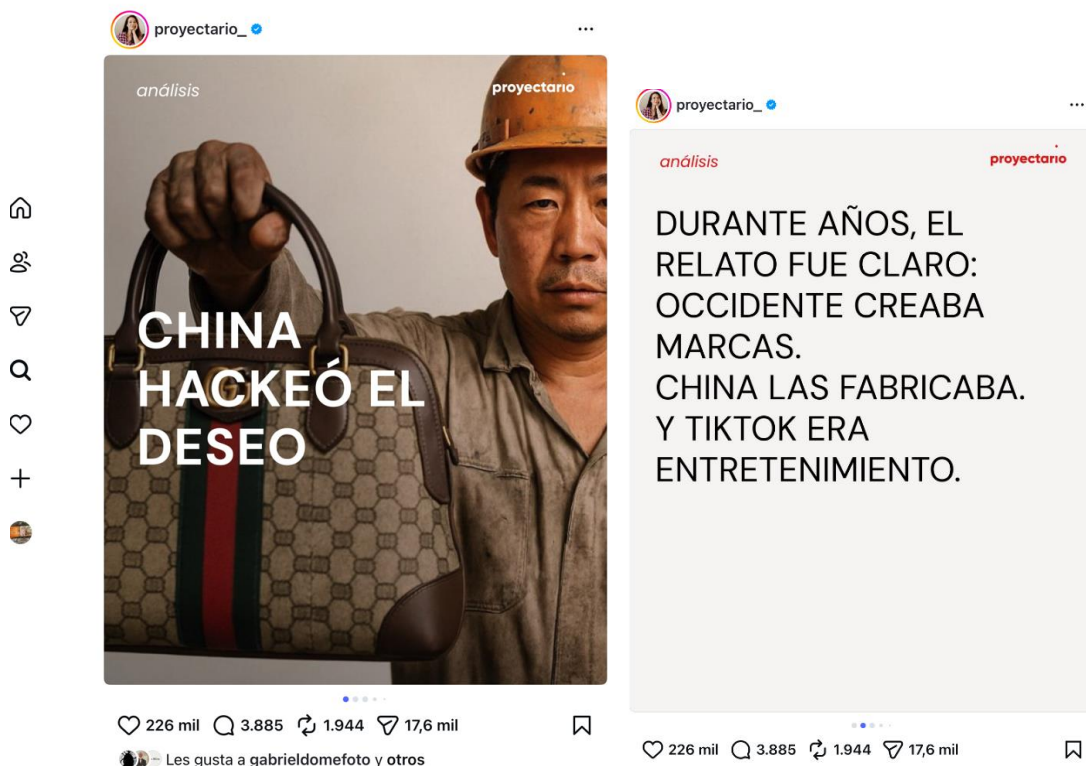 proyectario_
análisis
proyectario
CHINA
HACKEÓ EL
DESEO
226 mil 3.885 1.944 17,6 mil
Les gusta a gabrieldomefoto y otros
proyectario_
análisis
proyectario
DURANTE AÑOS, EL
RELATO FUE CLARO:
OCCIDENTE CREABA
MARCAS.
CHINA LAS FABRICABA.
Y TIKTOK ERA
ENTRETENIMIENTO.
226 mil 3.885 1.944 17,6 mil